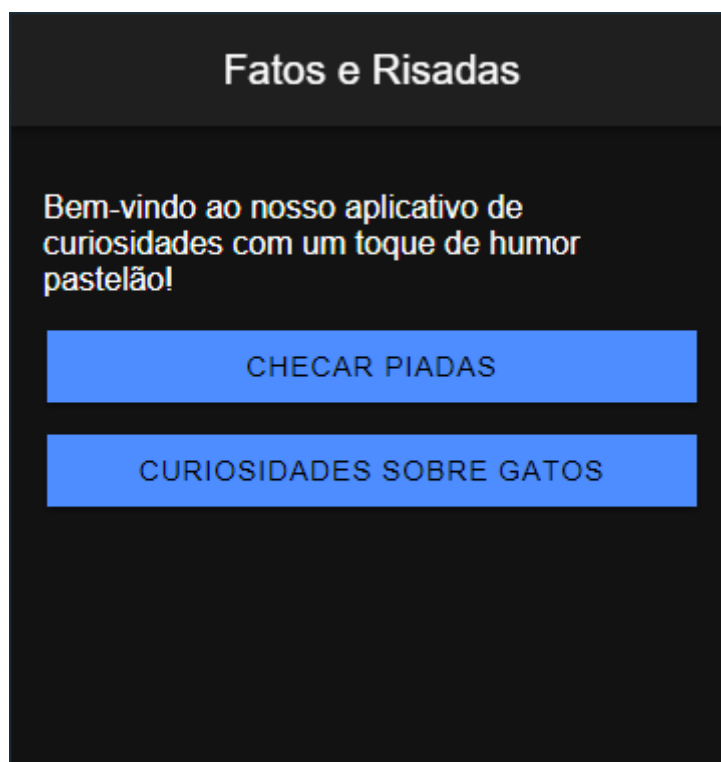 Fatos e Risadas
Bem-vindo ao nosso aplicativo de
curiosidades com um toque de humor
pastelão!
CHECAR PIADAS
CURIOSIDADES SOBRE GATOS